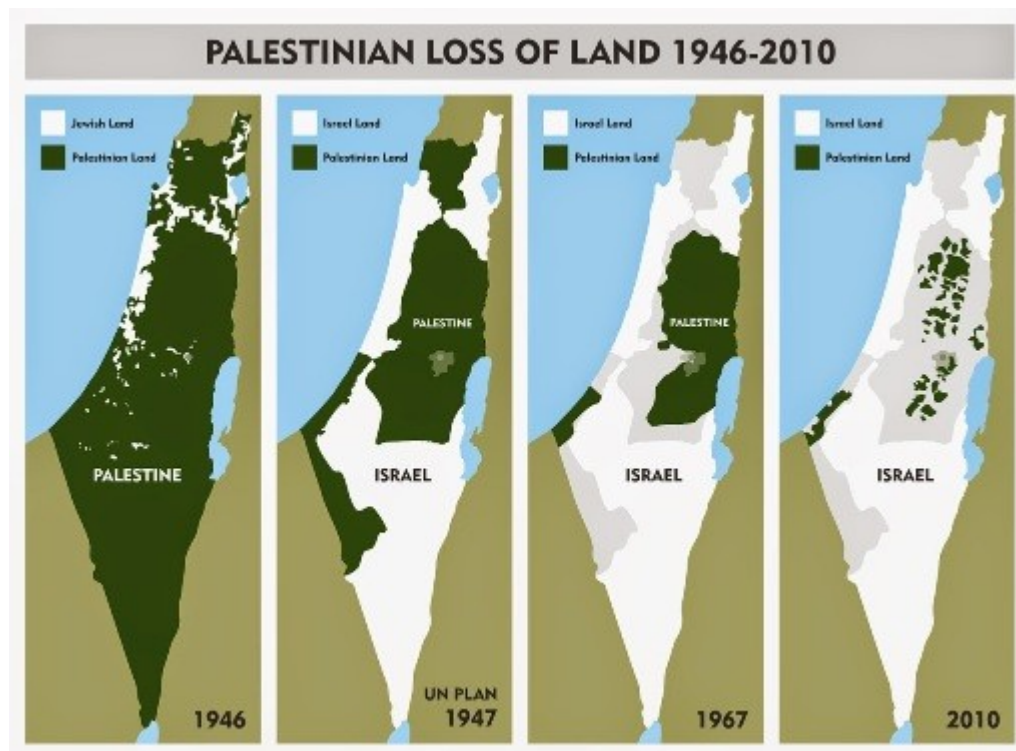 PALESTINIAN LOSS OF LAND 1946-2010
Jewish Land
Palestinian Land
PALESTINE
1946
Israel Land
Palestinian Land
PALESTINE
ISRAEL
UN PLAN
1947
Israel Land
Palestinian Land
PALESTINE
ISRAEL
1967
Israel Land
Palestinian Land
ISRAEL
2010